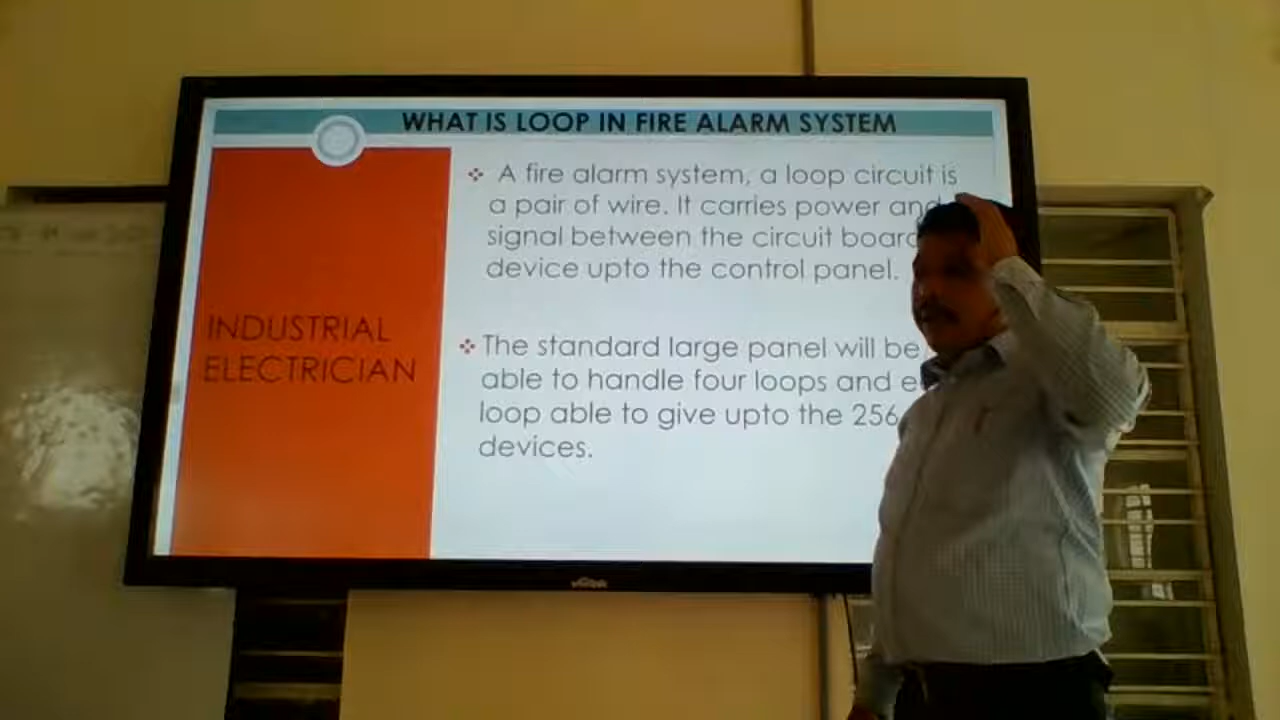 WHAT IS LOOP IN FIRE ALARM SYSTEM
A fire alarm system, a loop circuit is
a pair of wire. It carries power and
signal between the circuit board
device upto the control panel.
INDUSTRIAL
ELECTRICIAN
The standard large panel will be
able to handle four loops and
loop able to give upto the 256
devices.